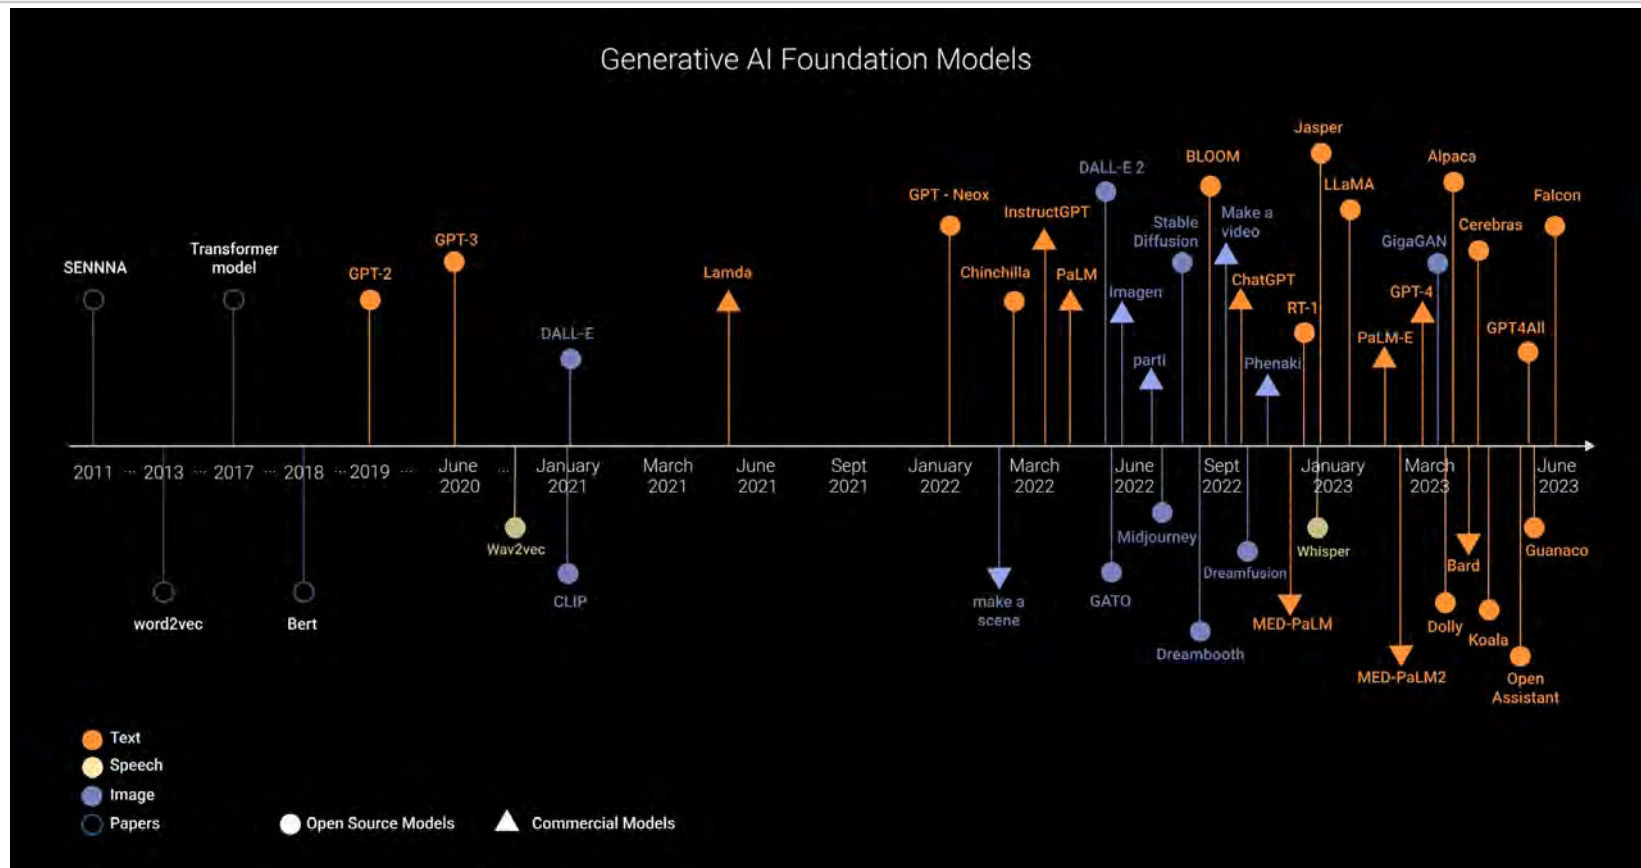 Generative AI Foundation Models
Jasper
DALL-E 2
BLOOM
Alpaca
GPT - Neox
InstructGPT
Stable
Diffusion
Make a
video
LLaMA
Falcon
SENNNA
Transformer
model
GPT-2
GPT-3
Lamda
Chinchilla
PaLM
Imagen
ChatGPT
GigaGAN
Cerebras
DALL-E
parti
Phenaki
RT-1
PaLM-E
GPT-4
GPT4All
2011 ... 2013 ... 2017 ... 2018 ... 2019 ...
June
2020
...
January
2021
March
2021
June
2021
Sept
2021
January
2022
March
2022
June
2022
Sept
2022
January
2023
March
2023
June
2023
word2vec
Bert
Wav2vec
CLIP
make a
scene
GATO
Midjourney
Dreambooth
Dreamfusion
MED-PaLM
Whisper
MED-PaLM2
Dolly
Bard
Koala
Open
Assistant
Guanaco
Text
Speech
Image
Papers
Open Source Models
Commercial Models